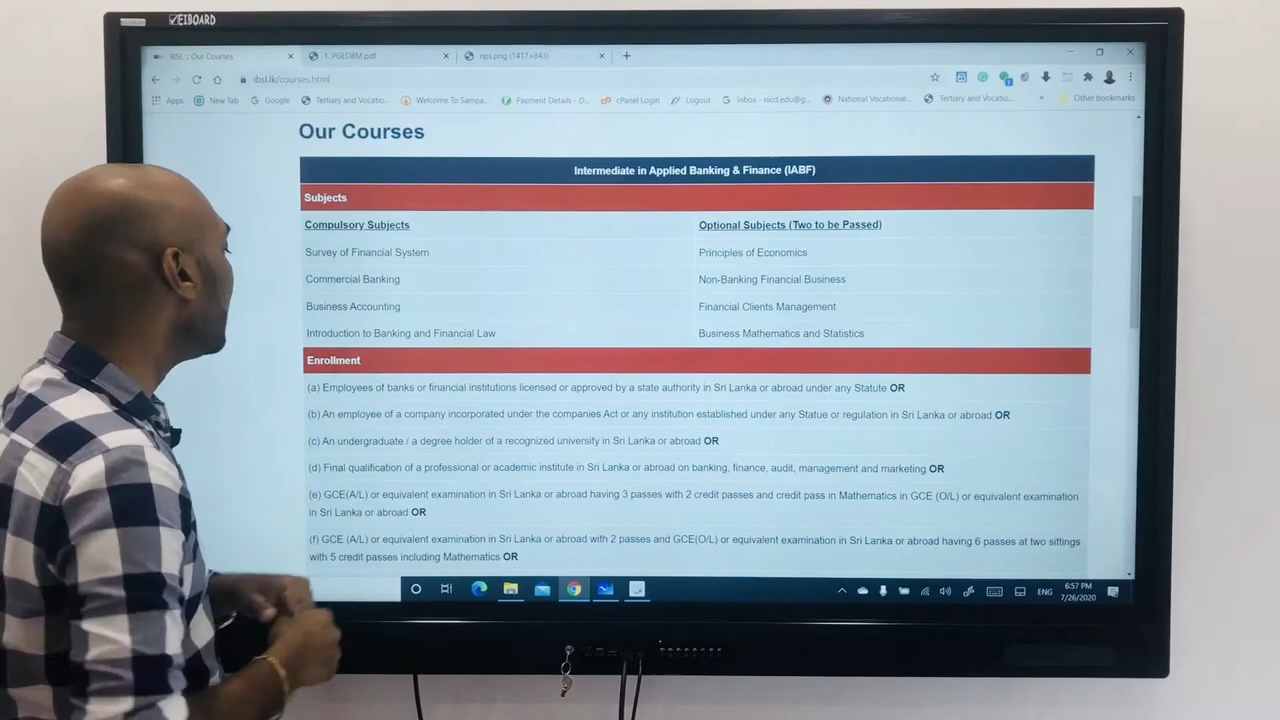 EIBOARD
IBSL :: Our Courses
1. PGEDBM.pdf
nips.png (1417×843)
ibsl.lk/courses.html
Apps
New Tab
Google
Tertiary and Vocatio...
Welcome To Sampa...
Payment Details - D...
cPanel Login
Logout
Inbox - nicd.edu@g...
National Vocational...
Tertiary and Vocatio...
»
Other bookmarks
Our Courses
Intermediate in Applied Banking & Finance (IABF)
Subjects
Compulsory Subjects
Optional Subjects (Two to be Passed)
Survey of Financial System
Principles of Economics
Commercial Banking
Non-Banking Financial Business
Business Accounting
Financial Clients Management
Introduction to Banking and Financial Law
Business Mathematics and Statistics
Enrollment
(a) Employees of banks or financial institutions licensed or approved by a state authority in Sri Lanka or abroad under any Statute OR
(b) An employee of a company incorporated under the companies Act or any institution established under any Statue or regulation in Sri Lanka or abroad OR
(c) An undergraduate / a degree holder of a recognized university in Sri Lanka or abroad OR
(d) Final qualification of a professional or academic institute in Sri Lanka or abroad on banking, finance, audit, management and marketing OR
(e) GCE(A/L) or equivalent examination in Sri Lanka or abroad having 3 passes with 2 credit passes and credit pass in Mathematics in GCE (O/L) or equivalent examination
in Sri Lanka or abroad OR
(f) GCE (A/L) or equivalent examination in Sri Lanka or abroad with 2 passes and GCE(O/L) or equivalent examination in Sri Lanka or abroad having 6 passes at two sittings
with 5 credit passes including Mathematics OR
ENG
6:57 PM
7/26/2020